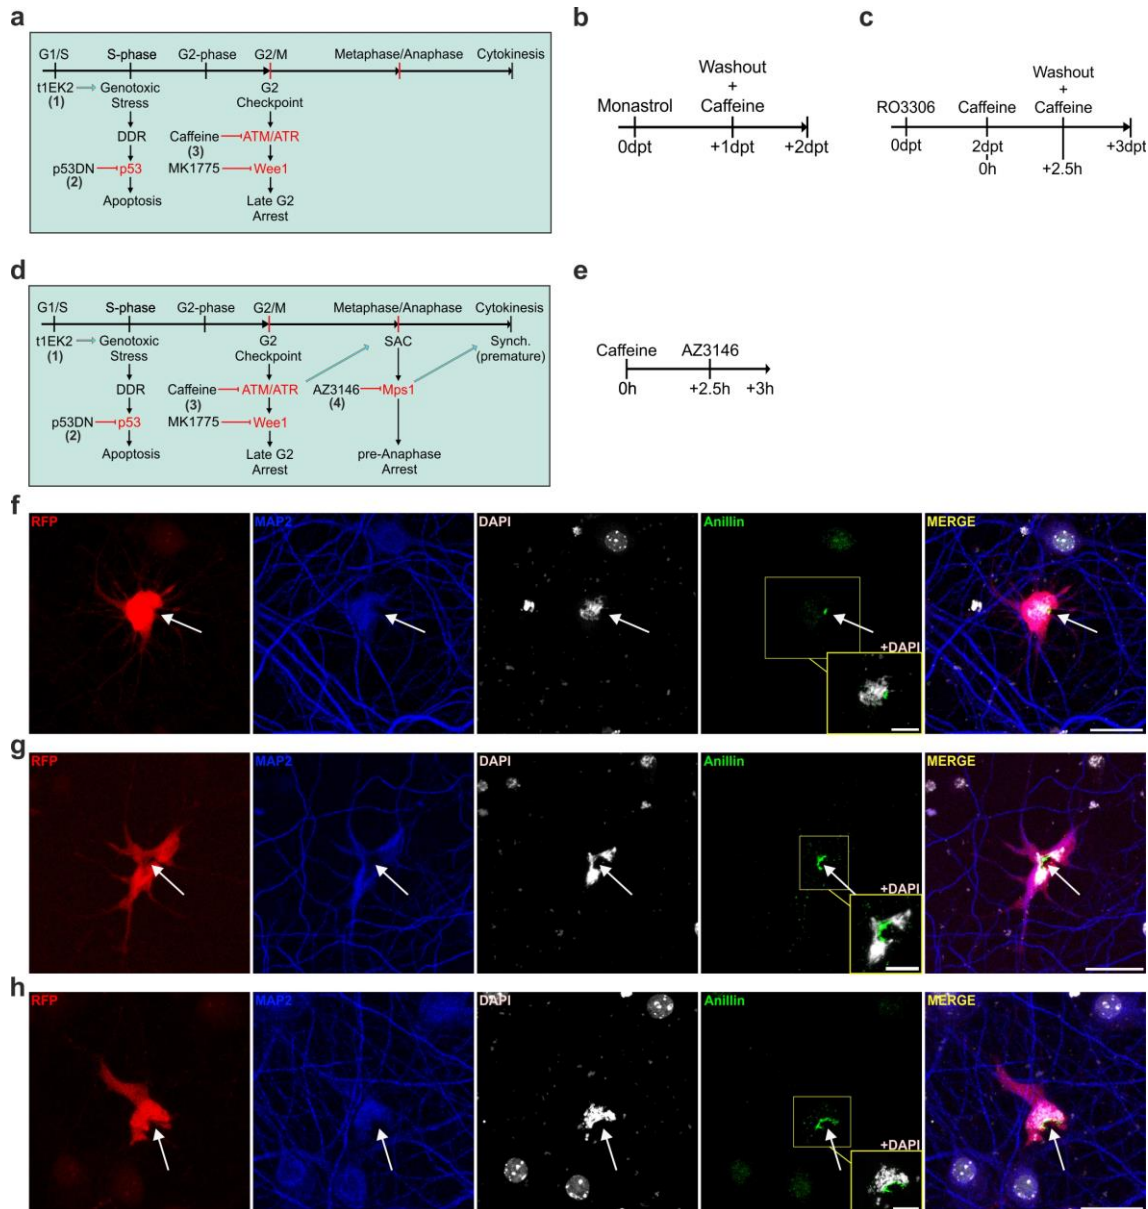 a
G1/S S-phase G2-phase G2/M Metaphase/Anaphase Cytokinesis
t1EK2 Genotoxic G2
(1) Stress Checkpoint
DDR Caffeine ATM/ATR
(3)
p53DN p53 MK1775 Wee1
(2)
Apoptosis Late G2
Arrest
b
Washout
+
Monastrol Caffeine
0dpt +1dpt +2dpt
c
Washout
+
RO3306 Caffeine Caffeine
0dpt 2dpt +3dpt
0h +2.5h
d
G1/S S-phase G2-phase G2/M Metaphase/Anaphase Cytokinesis
t1EK2 Genotoxic G2 SAC Synch.
(1) Stress Checkpoint (premature)
DDR Caffeine ATM/ATR AZ3146 Mps1
(3) (4)
p53DN p53 MK1775 Wee1
(2)
Apoptosis Late G2 pre-Anaphase
Arrest Arrest
e
Caffeine AZ3146
0h +2.5h +3h
f
RFP MAP2 DAPI Anillin MERGE
+DAPI
g
RFP MAP2 DAPI Anillin MERGE
+DAPI
h
RFP MAP2 DAPI Anillin MERGE
+DAPI